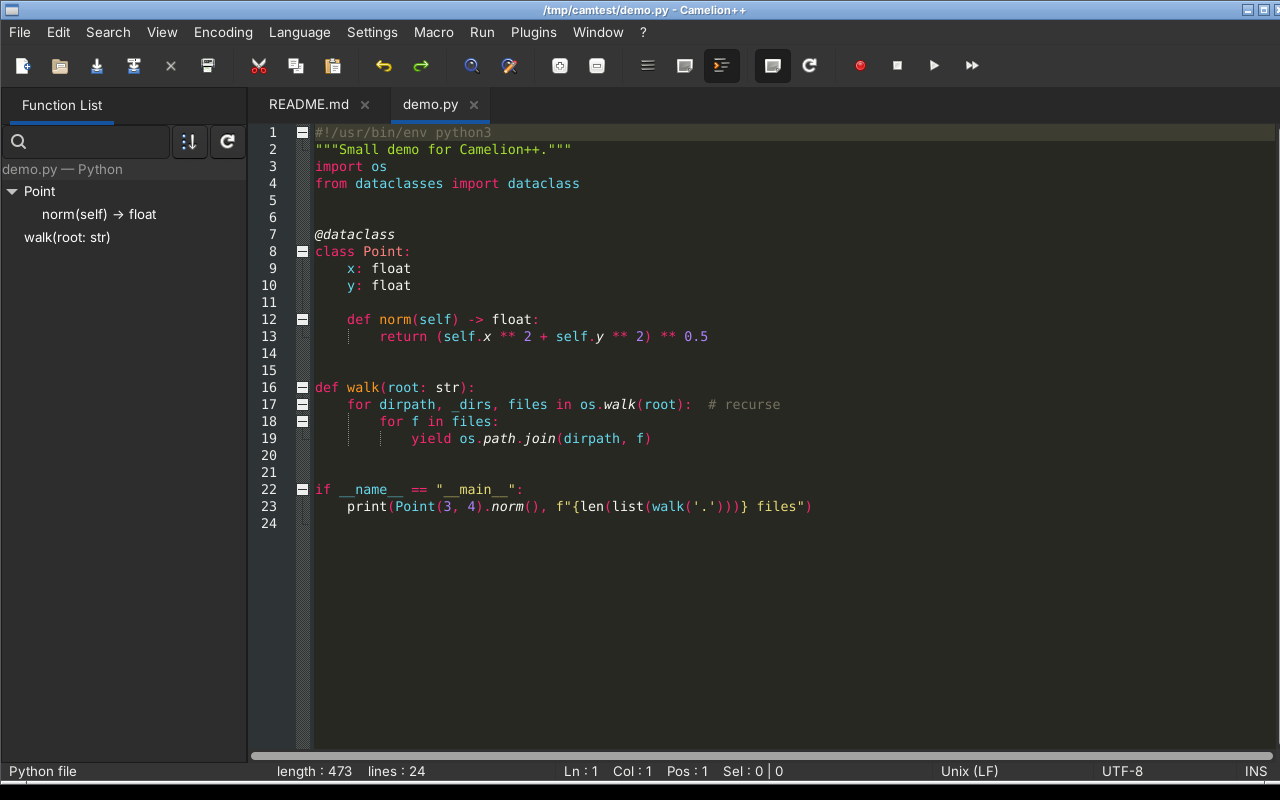 /tmp/camtest/demo.py - Camelion++
File Edit Search View Encoding Language Settings Macro Run Plugins Window ?
Function List
README.md
demo.py
demo.py — Python
Point
norm(self) → float
walk(root: str)
1 #!/usr/bin/env python3
2 """Small demo for Camelion++."""
3 import os
4 from dataclasses import dataclass
5
6
7 @dataclass
8 class Point:
9     x: float
10     y: float
11
12     def norm(self) -> float:
13         return (self.x ** 2 + self.y ** 2) ** 0.5
14
15
16 def walk(root: str):
17     for dirpath, _dirs, files in os.walk(root):  # recurse
18         for f in files:
19             yield os.path.join(dirpath, f)
20
21
22 if __name__ == "__main__":
23     print(Point(3, 4).norm(), f"{len(list(walk('.')))} files")
24
Python file length : 473 lines : 24 Ln : 1 Col : 1 Pos : 1 Sel : 0 | 0 Unix (LF) UTF-8 INS